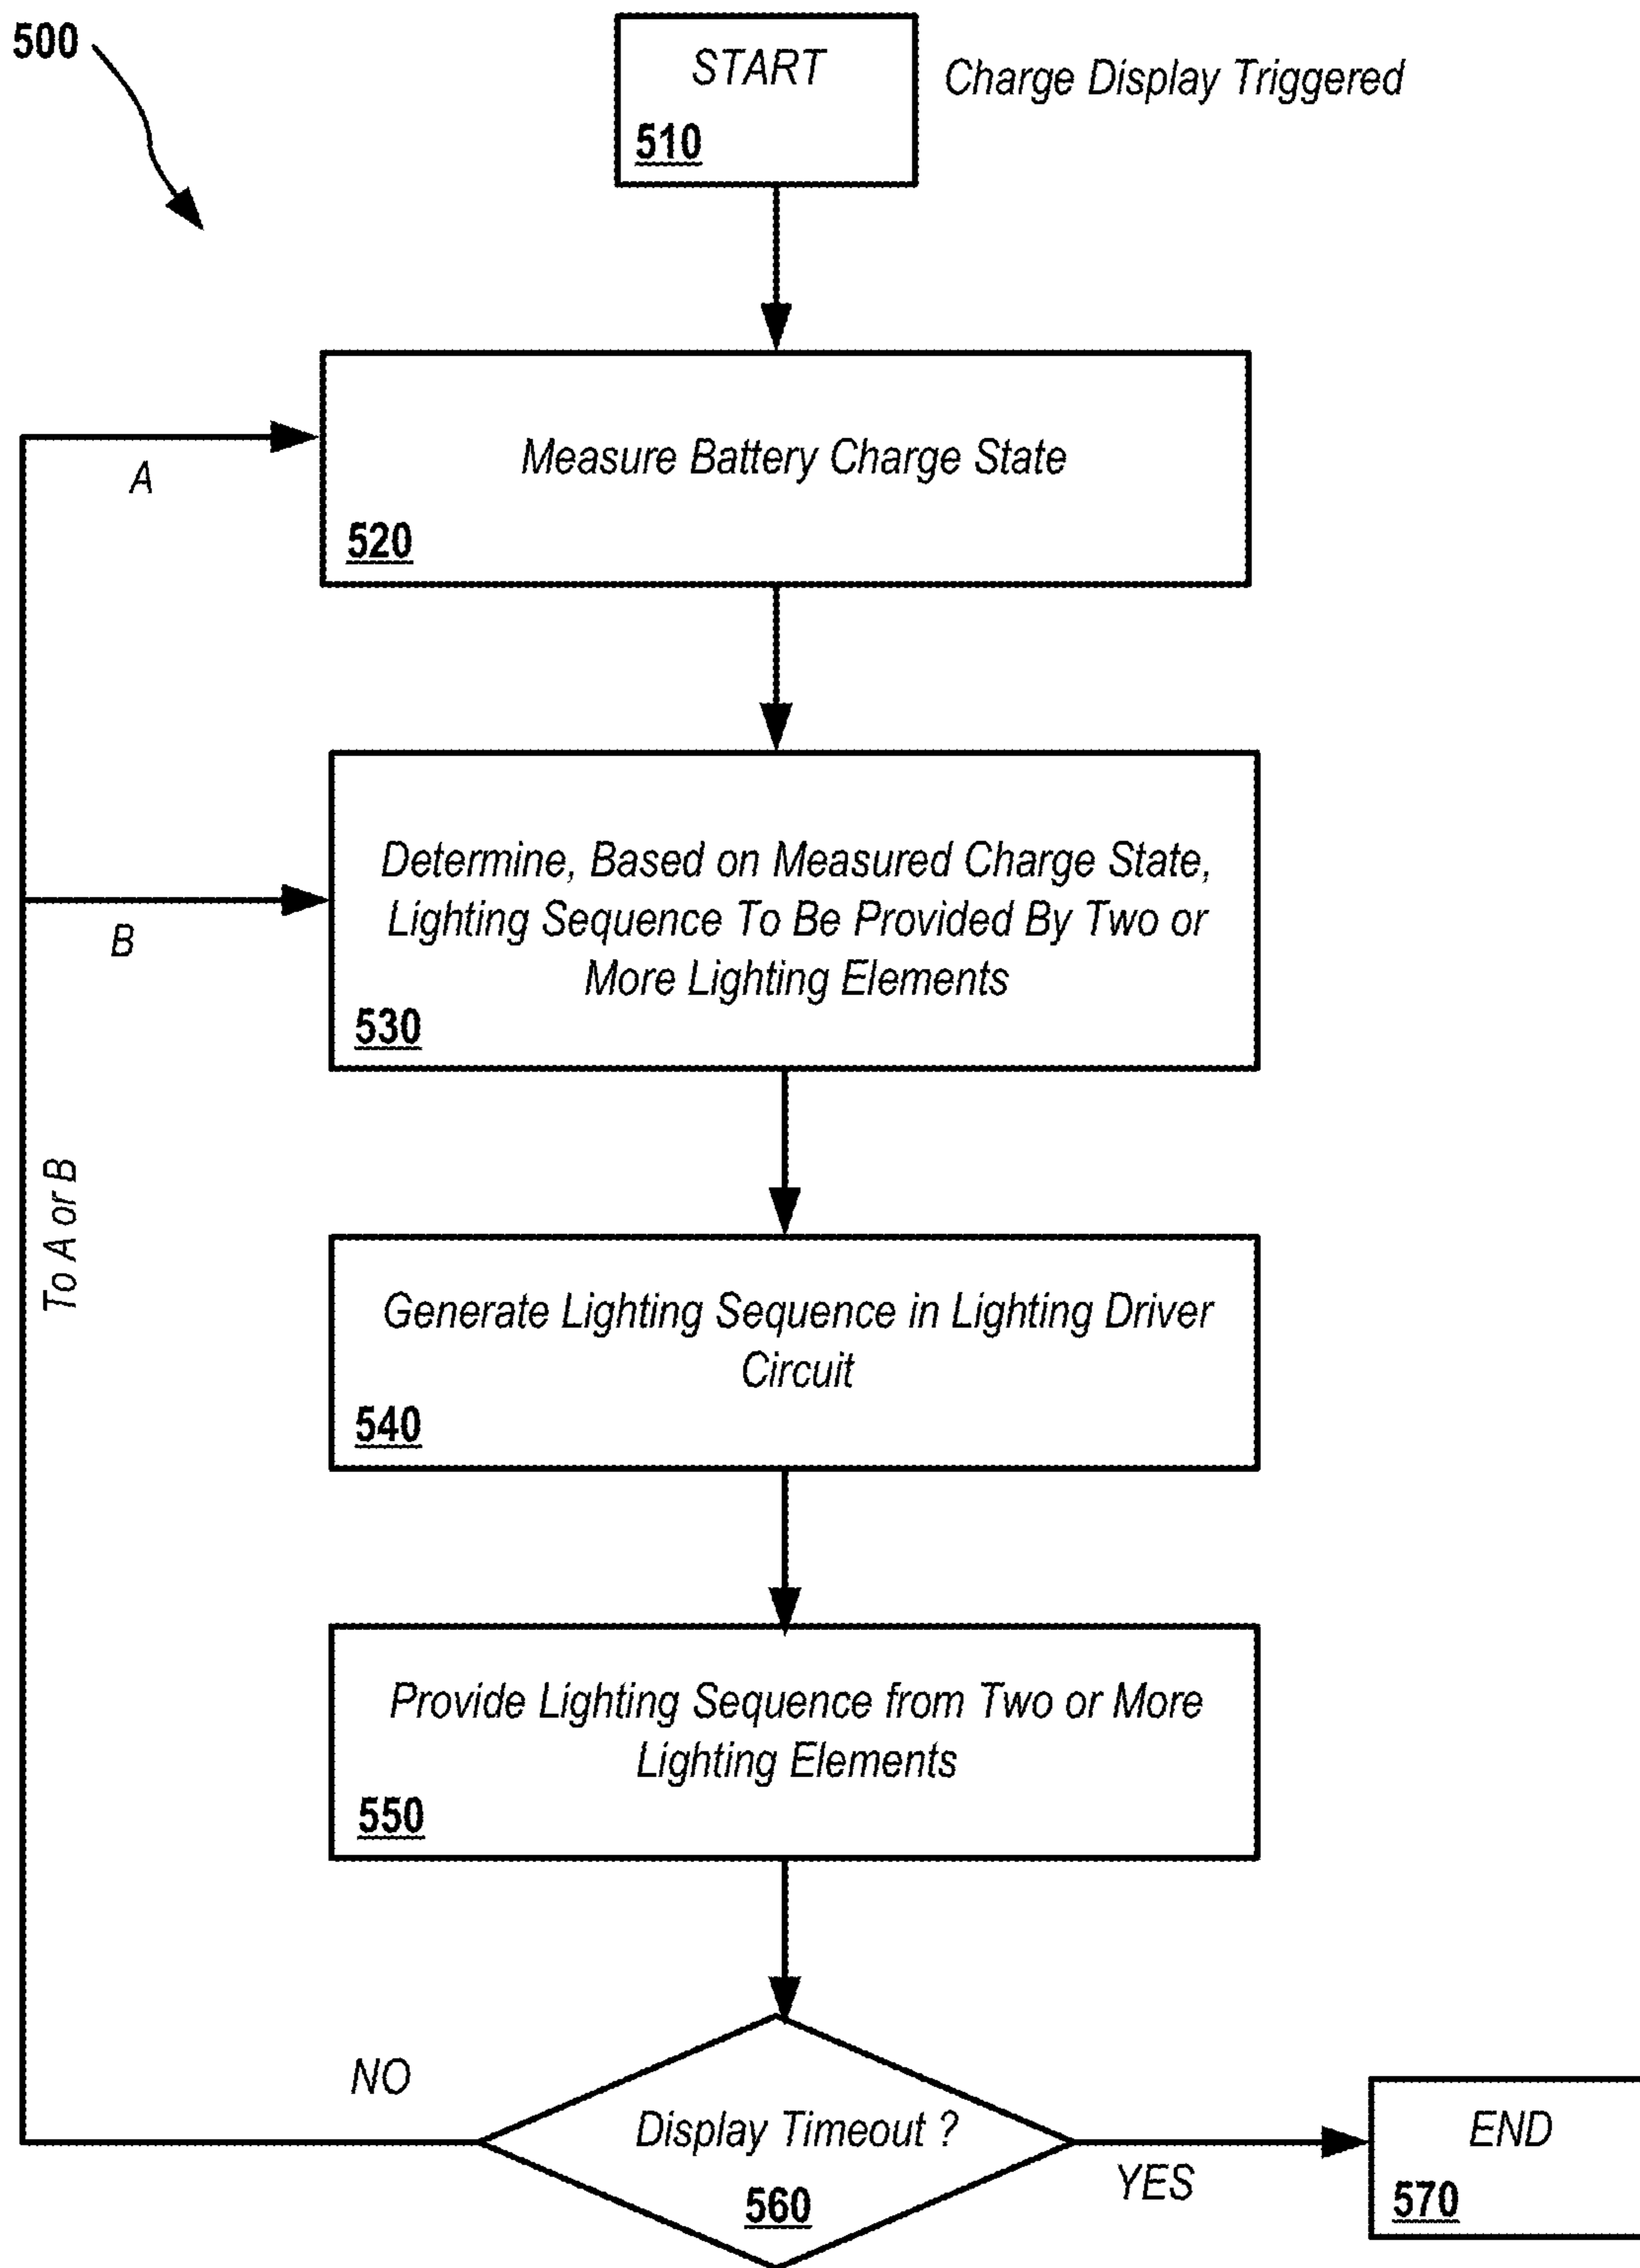 500
START
510
Charge Display Triggered
Measure Battery Charge State
520
A
Determine, Based on Measured Charge State,
Lighting Sequence To Be Provided By Two or
More Lighting Elements
530
B
To A or B
Generate Lighting Sequence in Lighting Driver
Circuit
540
Provide Lighting Sequence from Two or More
Lighting Elements
550
NO
Display Timeout ?
560
YES
END
570